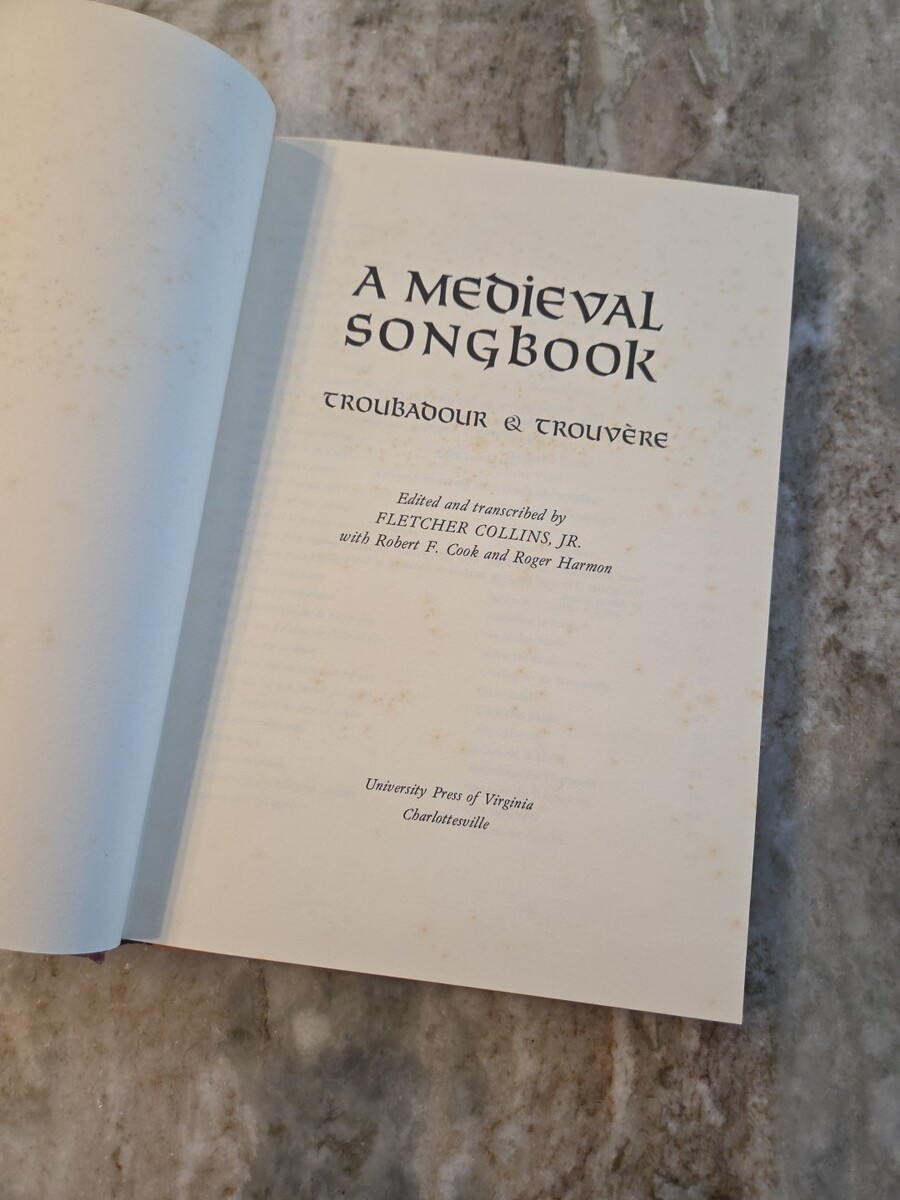 A MEDIEVAL
SONGBOOK
TROUBADOUR & TROUVÈRE
Edited and transcribed by
FLETCHER COLLINS, JR.
with Robert F. Cook and Roger Harmon
University Press of Virginia
Charlottesville